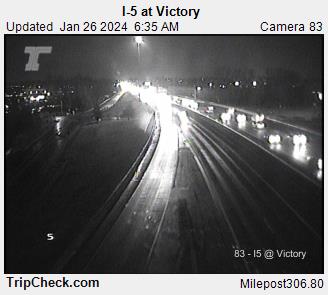 I-5 at Victory
Updated Jan 26 2024 6:35 AM Camera 83
T
S
83 - I5 @ Victory
TripCheck.com Milepost306.80